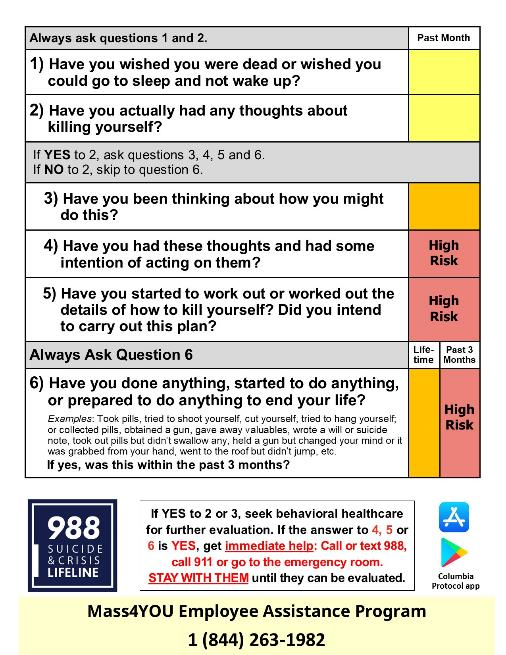 Always ask questions 1 and 2.
Past Month
1) Have you wished you were dead or wished you
could go to sleep and not wake up?
2) Have you actually had any thoughts about
killing yourself?
If YES to 2, ask questions 3, 4, 5 and 6.
If NO to 2, skip to question 6.
3) Have you been thinking about how you might
do this?
4) Have you had these thoughts and had some
intention of acting on them?
High
Risk
5) Have you started to work out or worked out the
details of how to kill yourself? Did you intend
to carry out this plan?
High
Risk
Always Ask Question 6
Life-
time
Past 3
Months
6) Have you done anything, started to do anything,
or prepared to do anything to end your life?
Examples: Took pills, tried to shoot yourself, cut yourself, tried to hang yourself;
or collected pills, obtained a gun, gave away valuables, wrote a will or suicide
note, took out pills but didn't swallow any, held a gun but changed your mind or it
was grabbed from your hand, went to the roof but didn't jump, etc.
If yes, was this within the past 3 months?
High
Risk
988
SUICIDE
& CRISIS
LIFELINE
If YES to 2 or 3, seek behavioral healthcare
for further evaluation. If the answer to 4, 5 or
6 is YES, get immediate help: Call or text 988,
call 911 or go to the emergency room.
STAY WITH THEM until they can be evaluated.
Columbia
Protocol app
Mass4YOU Employee Assistance Program
1 (844) 263-1982